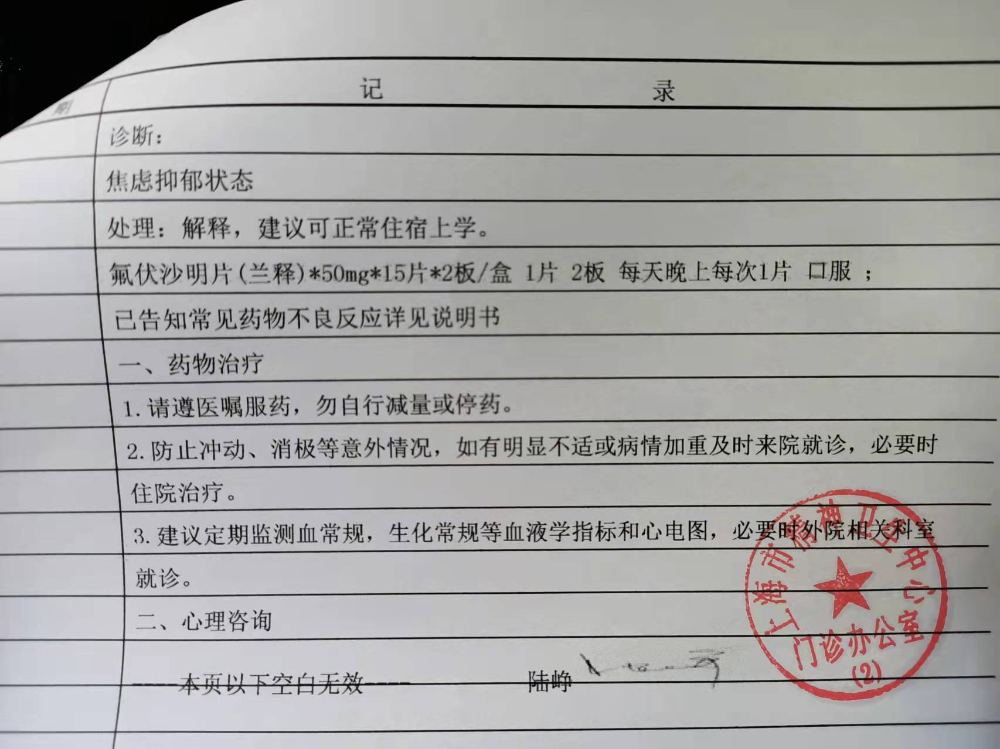 期
记 录
诊断：
焦虑抑郁状态
处理：解释，建议可正常住宿上学。
氟伏沙明片(兰释)*50mg*15片*2板/盒 1片 2板 每天晚上每次1片 口服 ；
已告知常见药物不良反应详见说明书
一、药物治疗
1.请遵医嘱服药，勿自行减量或停药。
2.防止冲动、消极等意外情况，如有明显不适或病情加重及时来院就诊，必要时
住院治疗。
3.建议定期监测血常规，生化常规等血液学指标和心电图，必要时外院相关科室
就诊。
二、心理咨询
----本页以下空白无效---- 陆峥
上海市精神卫生中心
门诊办公室
(2)